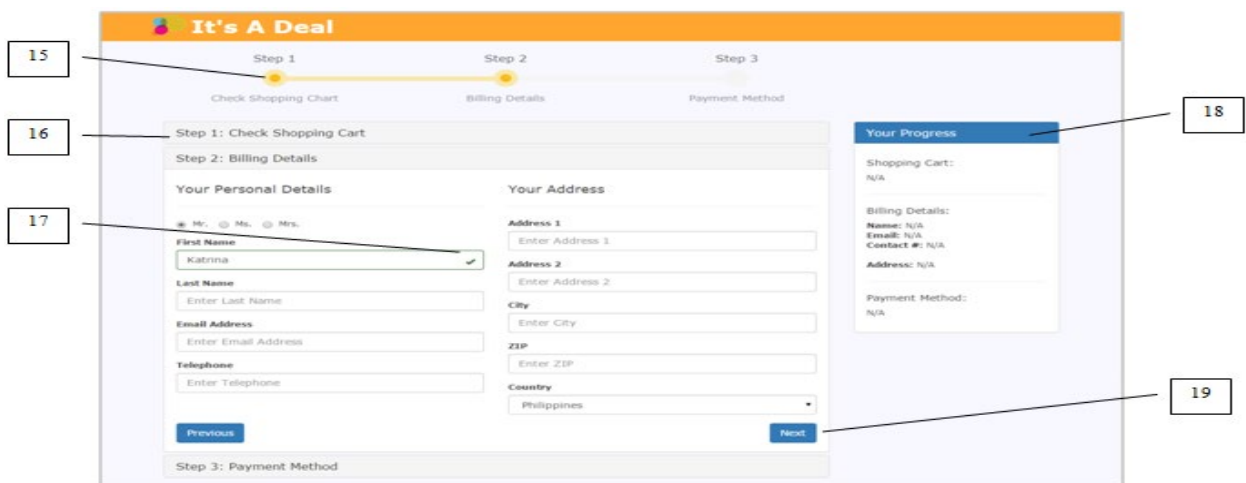 It's A Deal
15
Step 1
Step 2
Step 3
Check Shopping Chart
Billing Details
Payment Method
16
Step 1: Check Shopping Cart
Step 2: Billing Details
Your Personal Details
17
Mr. Ms. Mrs.
First Name
Katrina
Last Name
Enter Last Name
Email Address
Enter Email Address
Telephone
Enter Telephone
Previous
Your Address
Address 1
Enter Address 1
Address 2
Enter Address 2
City
Enter City
ZIP
Enter ZIP
Country
Philippines
Next
Step 3: Payment Method
18
Your Progress
Shopping Cart:
N/A
Billing Details:
Name: N/A
Email: N/A
Contact #: N/A
Address: N/A
Payment Method:
N/A
19